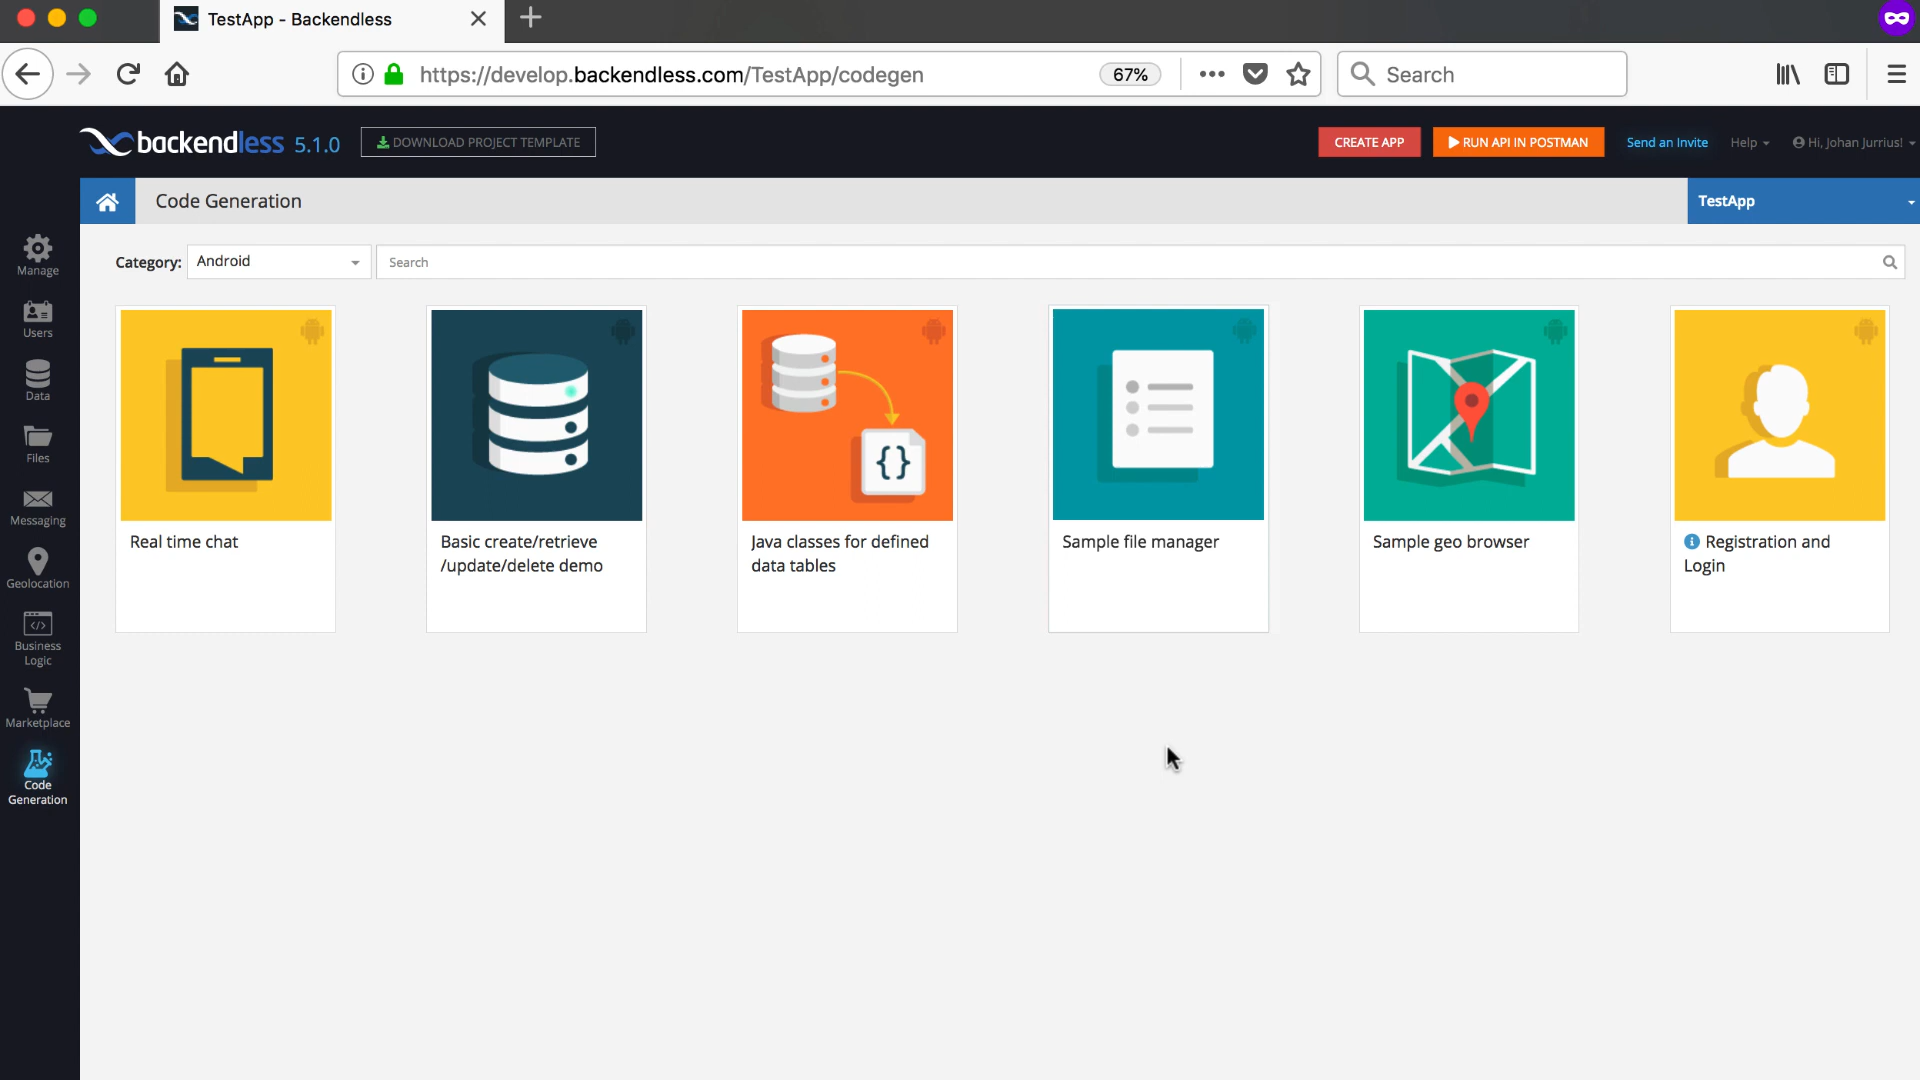 TestApp - Backendless
https://develop.backendless.com/TestApp/codegen
67%
Search
backendless 5.1.0
DOWNLOAD PROJECT TEMPLATE
CREATE APP
RUN API IN POSTMAN
Send an Invite
Help
Hi, Johan Jurrius!
Code Generation
TestApp
Manage
Users
Data
Files
Messaging
Geolocation
Business
Logic
Marketplace
Code
Generation
Category:
Android
Search
Real time chat
Basic create/retrieve
/update/delete demo
Java classes for defined
data tables
Sample file manager
Sample geo browser
Registration and
Login